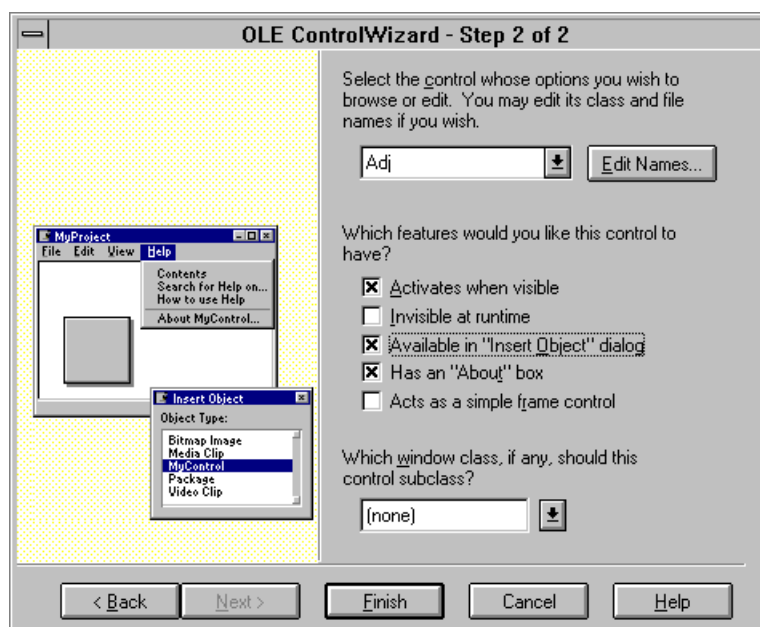 OLE ControlWizard - Step 2 of 2
Select the control whose options you wish to
browse or edit.  You may edit its class and file
names if you wish.
Adj
Edit Names...
MyProject
File Edit View Help
Contents
Search for Help on...
How to use Help
About MyControl...
Insert Object
Object Type:
Bitmap Image
Media Clip
MyControl
Package
Video Clip
Which features would you like this control to
have?
Activates when visible
Invisible at runtime
Available in "Insert Object" dialog
Has an "About" box
Acts as a simple frame control
Which window class, if any, should this
control subclass?
(none)
< Back
Next >
Finish
Cancel
Help